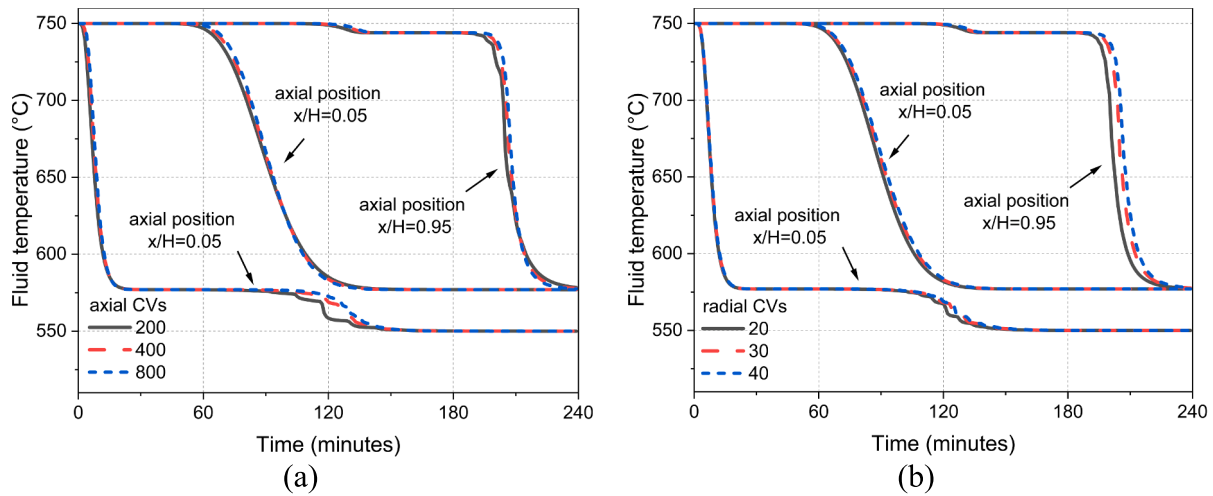 750
700
650
600
550
Fluid temperature (°C)
axial position
x/H=0.05
axial position
x/H=0.95
axial position
x/H=0.05
axial CVs
200
400
800
0
60
120
180
240
Time (minutes)
(a)
750
700
650
600
550
Fluid temperature (°C)
axial position
x/H=0.05
axial position
x/H=0.95
axial position
x/H=0.05
radial CVs
20
30
40
0
60
120
180
240
Time (minutes)
(b)